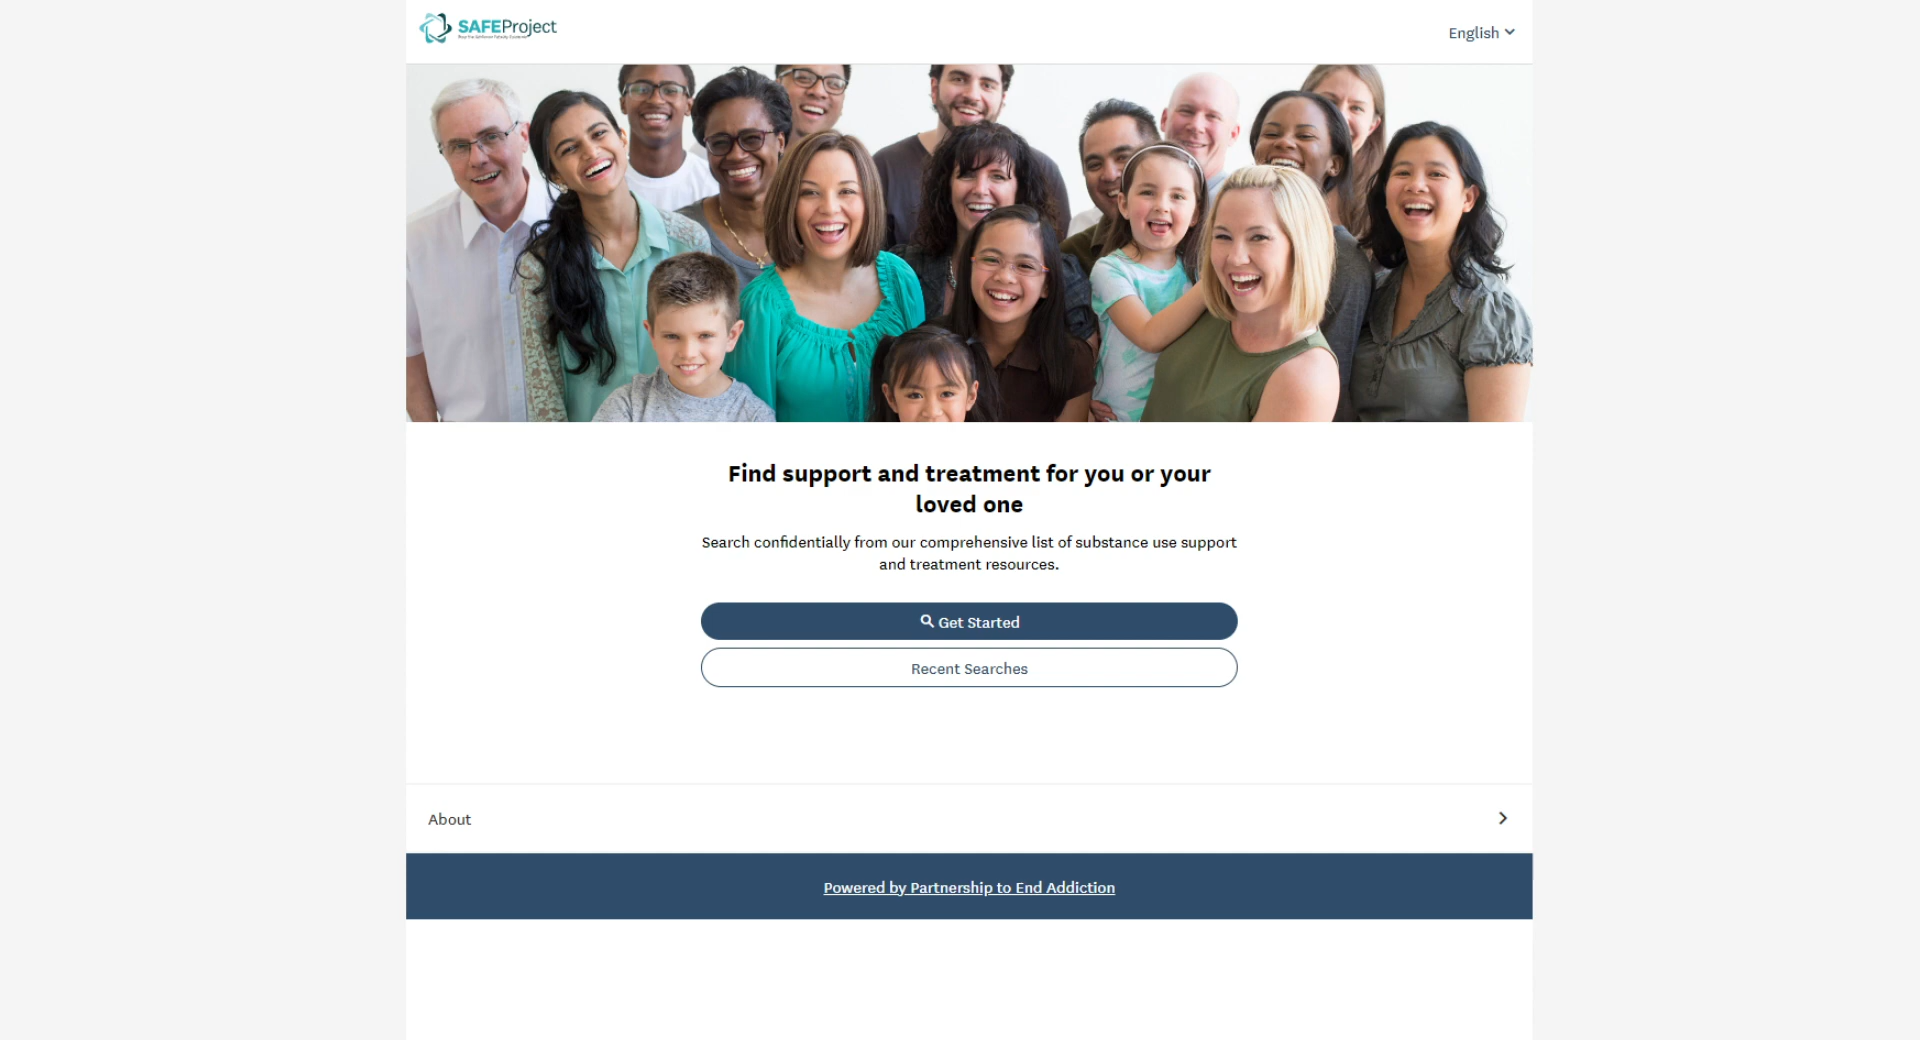 SAFEProject
English
Find support and treatment for you or your
loved one
Search confidentially from our comprehensive list of substance use support
and treatment resources.
Get Started
Recent Searches
About
Powered by Partnership to End Addiction